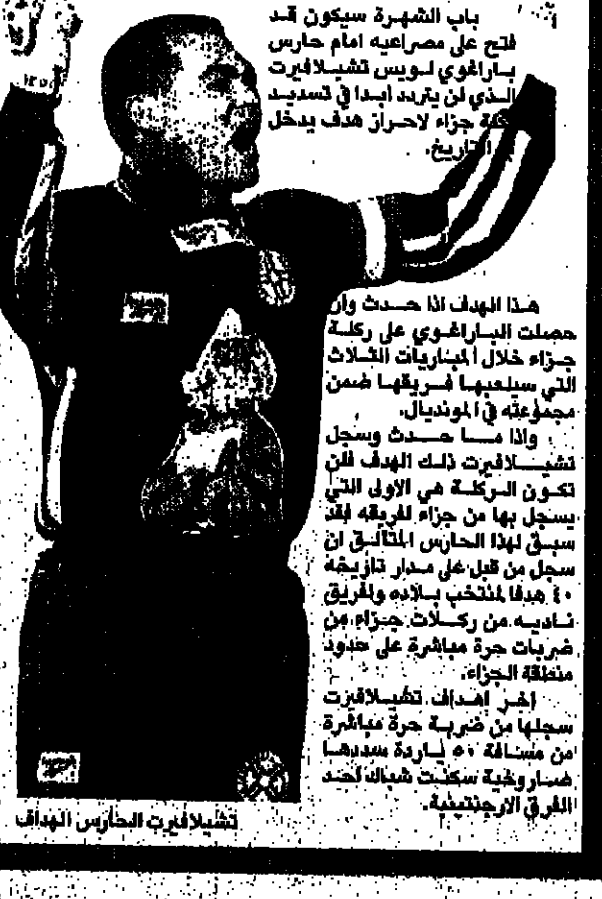 باب الشهرة سيكون قد
فتح على مصراعيه امام حارس
باراغوي لويس تشيلافيرت
الذي لن يتردد أبدا في تسديد
ركلة جزاء لاحراز هدف يدخل
التاريخ.
هذا الهدف اذا حدث وان
حصلت الباراغوي على ركلة
جزاء خلال المباريات الثلاث
التي سيلعبها فريقها ضمن
مجموعته في المونديال.
واذا ما حدث وسجل
تشيلافيرت ذلك الهدف فلن
تكون الركلة هي الاولى التي
يسجل بها من جزاء لفريقه فقد
سبق لهذا الحارس المتألق ان
سجل من قبل على مدار تاريخه
٤٠ هدفا لمنتخب بلاده ولفريق
ناديه من ركلات جزاء من
ضربات حرة مباشرة على حدود
منطقة الجزاء.
اخر اهداف تشيلافيرت
سجلها من ضربة حرة مباشرة
من مسافة ٥٠ ياردة سددها
صاروخية سكنت شباك احد
الفرق الارجنتينية.
تشيلافيرت الحارس الهداف